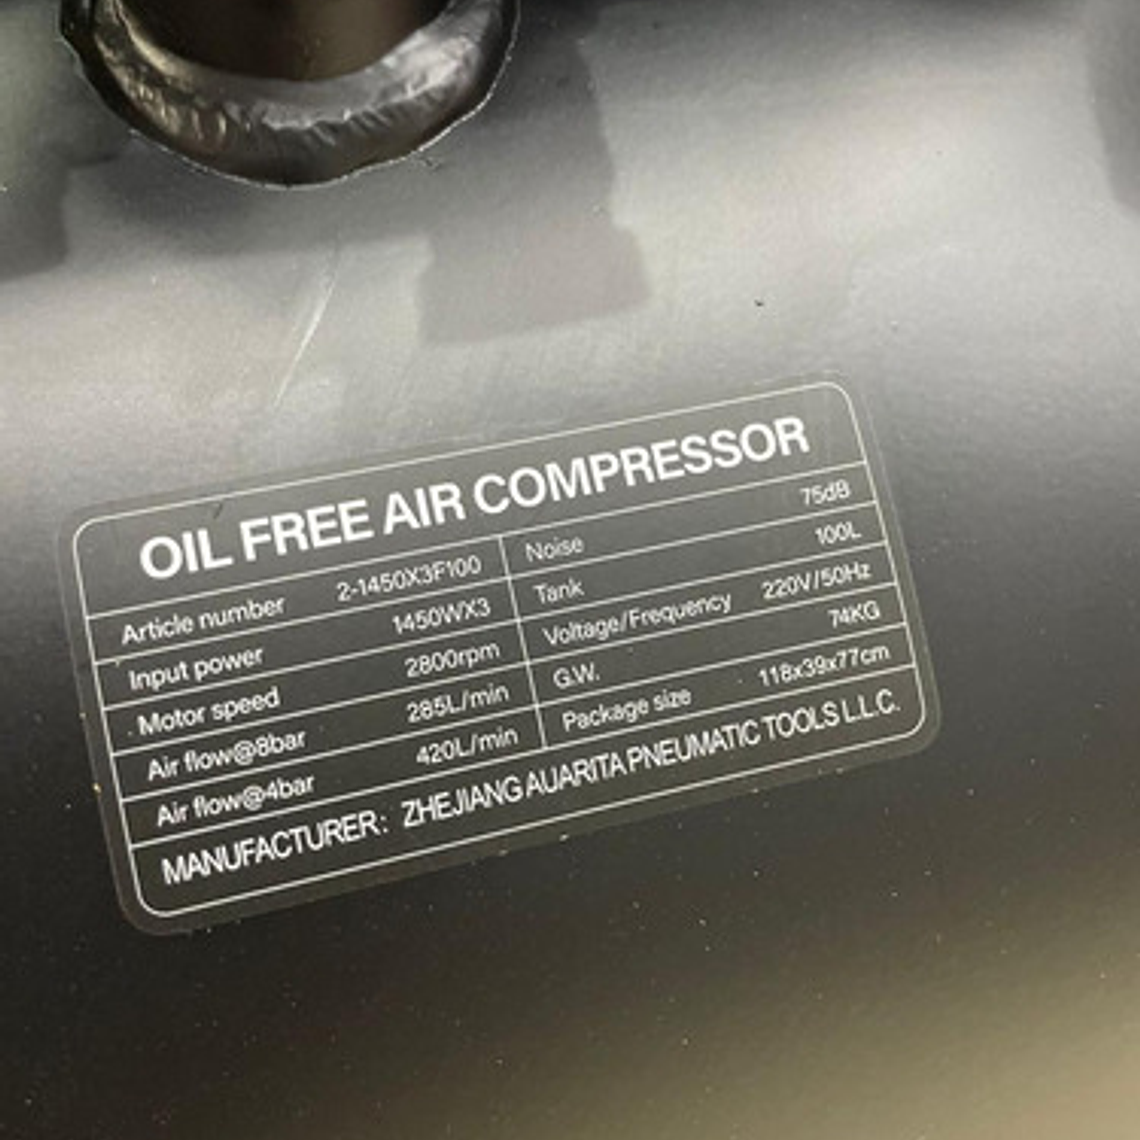 OIL FREE AIR COMPRESSOR
Article number 2-1450X3F100 Noise 75dB
Input power 1450WX3 Tank 100L
Motor speed 2800rpm Voltage/Frequency 220V/50Hz
Air flow@8bar 285L/min G.W. 74KG
Air flow@4bar 420L/min Package size 118x39x77cm
MANUFACTURER: ZHEJIANG AUARITA PNEUMATIC TOOLS L.L.C.